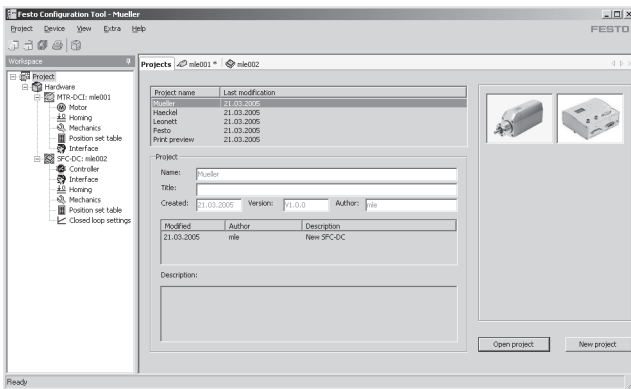 Festo Configuration Tool - Mueller
Project Device View Extra Help
FESTO
Workspace
Projects mle001 * mle002
Project
Hardware
MTR-DCI: mle001
Motor
Homing
Mechanics
Position set table
Interface
SFC-DC: mle002
Controller
Interface
Homing
Mechanics
Position set table
Closed loop settings
Project name Last modification
Mueller 21.03.2005
Haeckel 21.03.2005
Leonett 21.03.2005
Festo 21.03.2005
Print preview 21.03.2005
Project
Name: Mueller
Title:
Created: 21.03.2005 Version: V1.0.0 Author: mle
Modified Author Description
21.03.2005 mle New SFC-DC
Description:
Open project New project
Ready